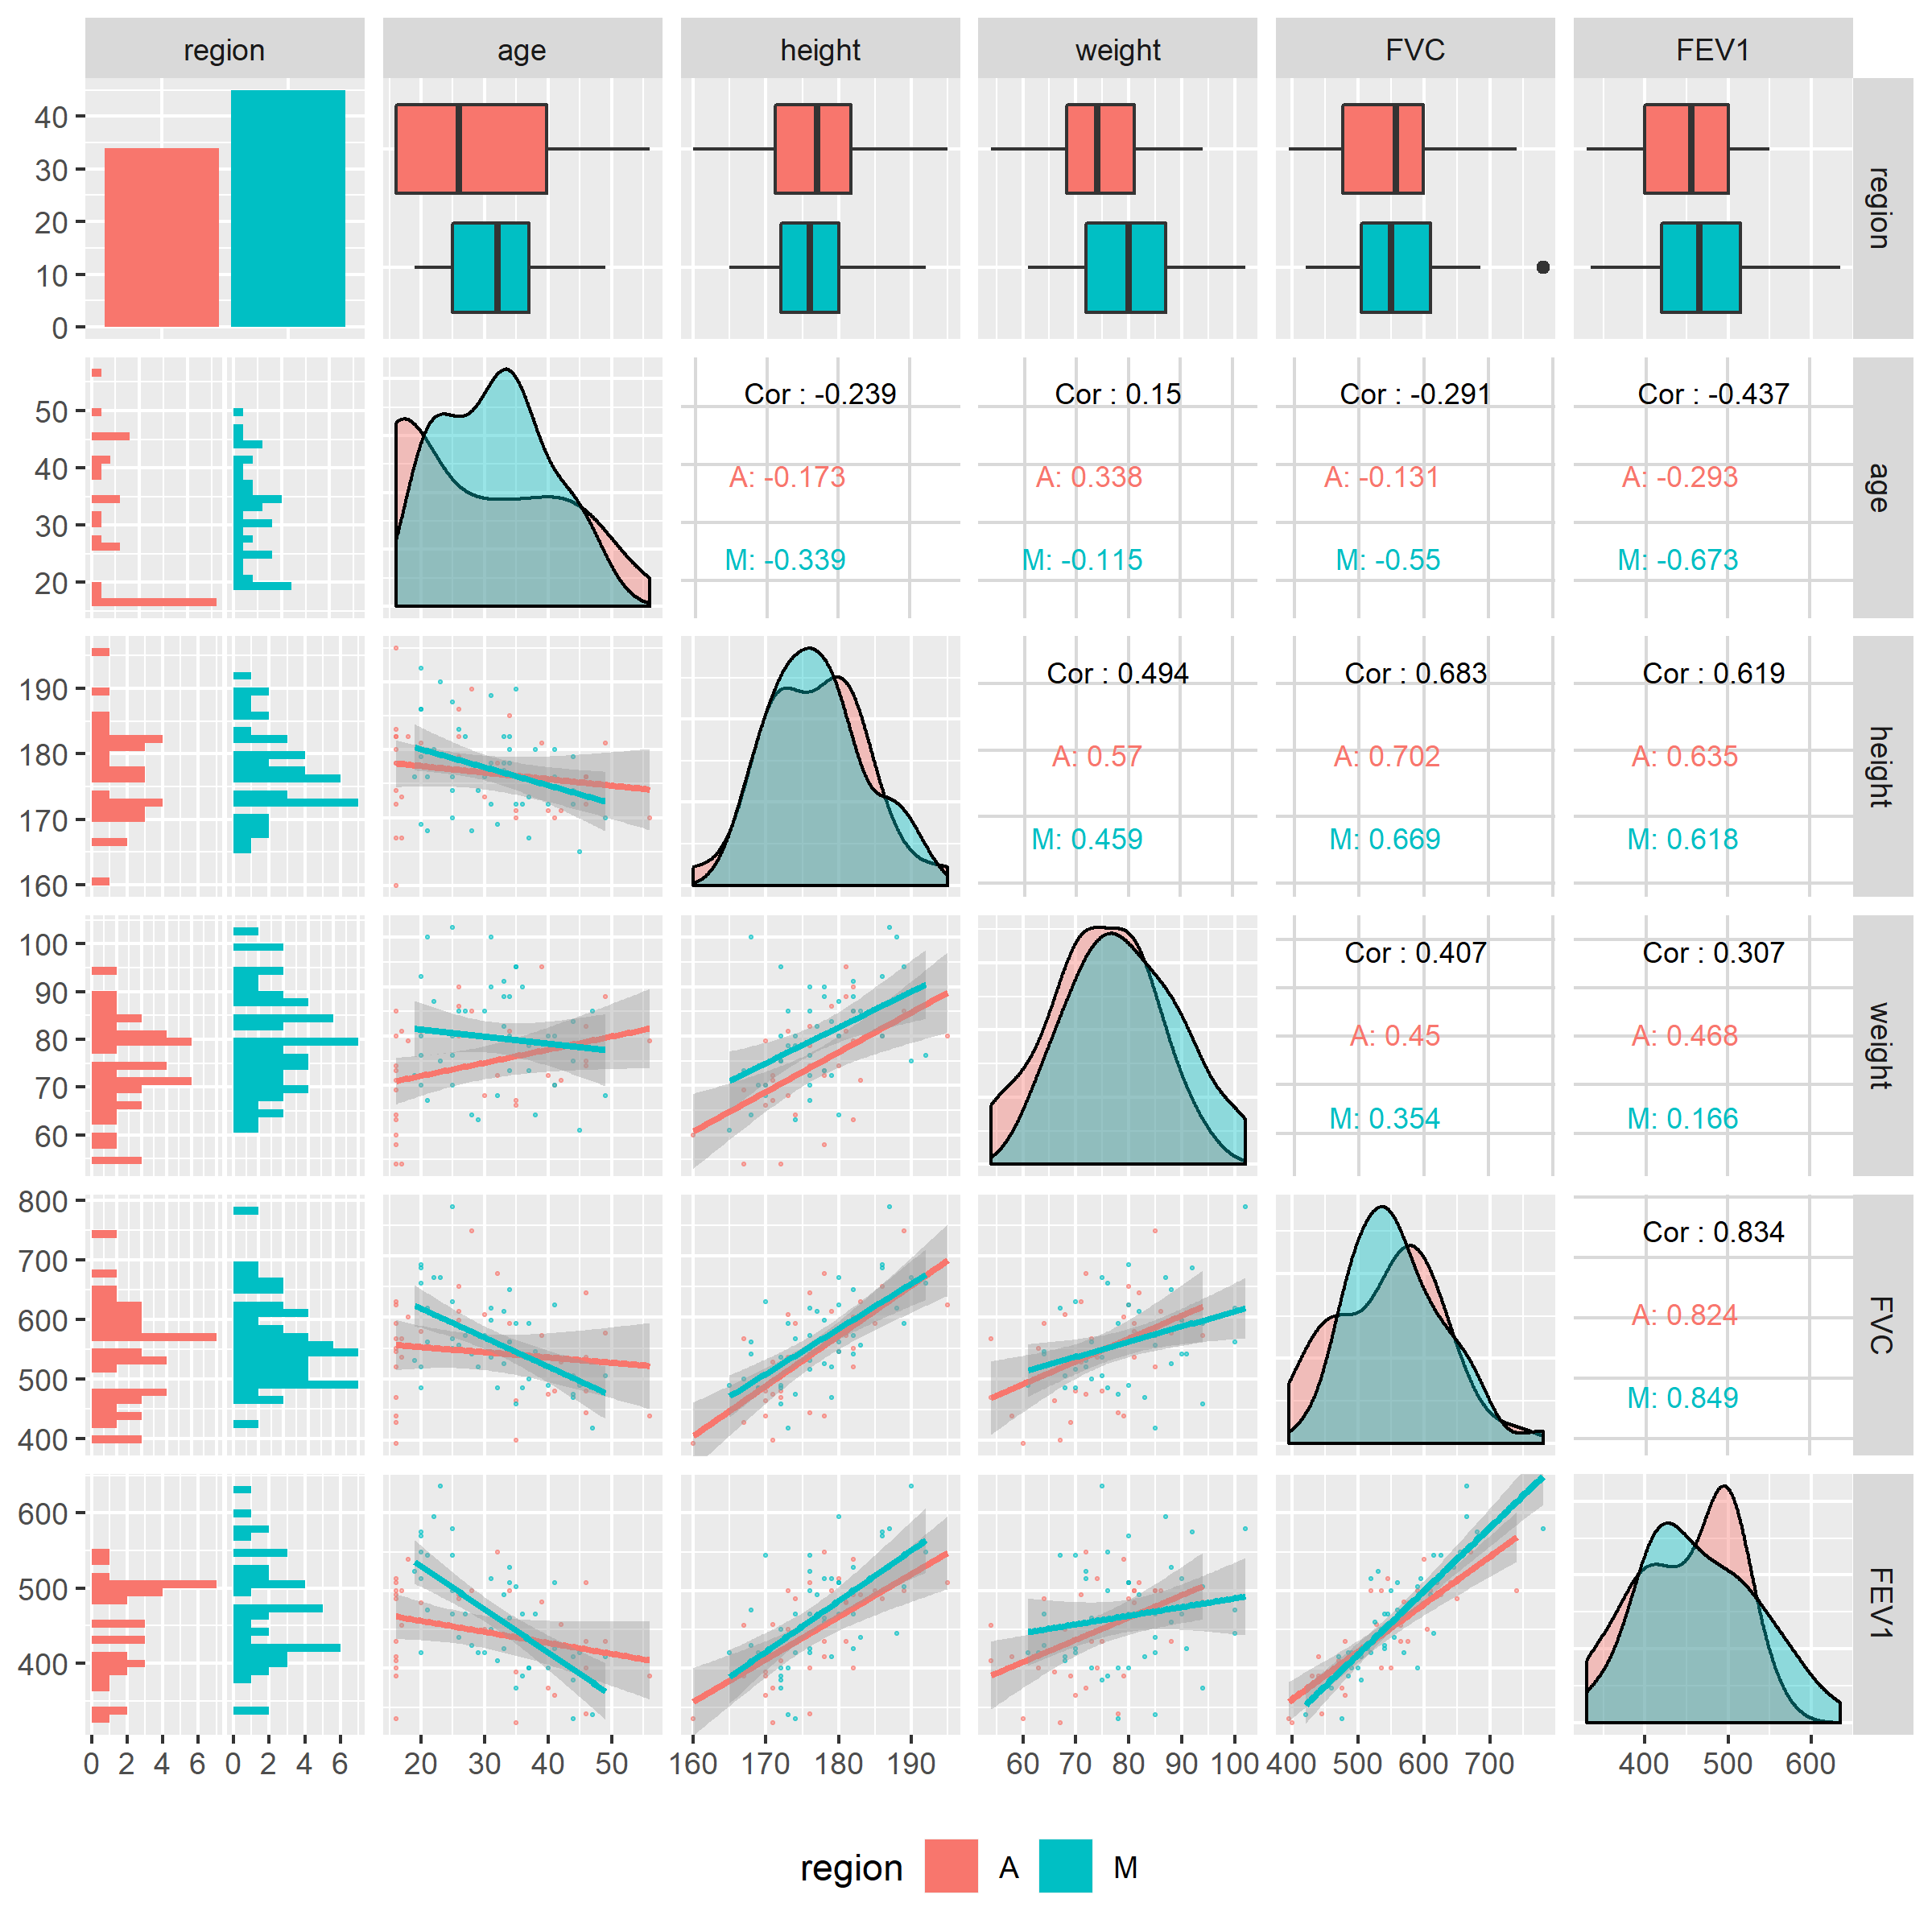 region age height weight FVC FEV1
40
30
20
10
0
region
50
40
30
20
Cor : -0.239
A: -0.173
M: -0.339
Cor : 0.15
A: 0.338
M: -0.115
Cor : -0.291
A: -0.131
M: -0.55
Cor : -0.437
A: -0.293
M: -0.673
age
190
180
170
160
Cor : 0.494
A: 0.57
M: 0.459
Cor : 0.683
A: 0.702
M: 0.669
Cor : 0.619
A: 0.635
M: 0.618
height
100
90
80
70
60
Cor : 0.407
A: 0.45
M: 0.354
Cor : 0.307
A: 0.468
M: 0.166
weight
800
700
600
500
400
Cor : 0.834
A: 0.824
M: 0.849
FVC
600
500
400
FEV1
0 2 4 6 0 2 4 6 20 30 40 50 160 170 180 190 60 70 80 90 100 400 500 600 700 400 500 600
region A M